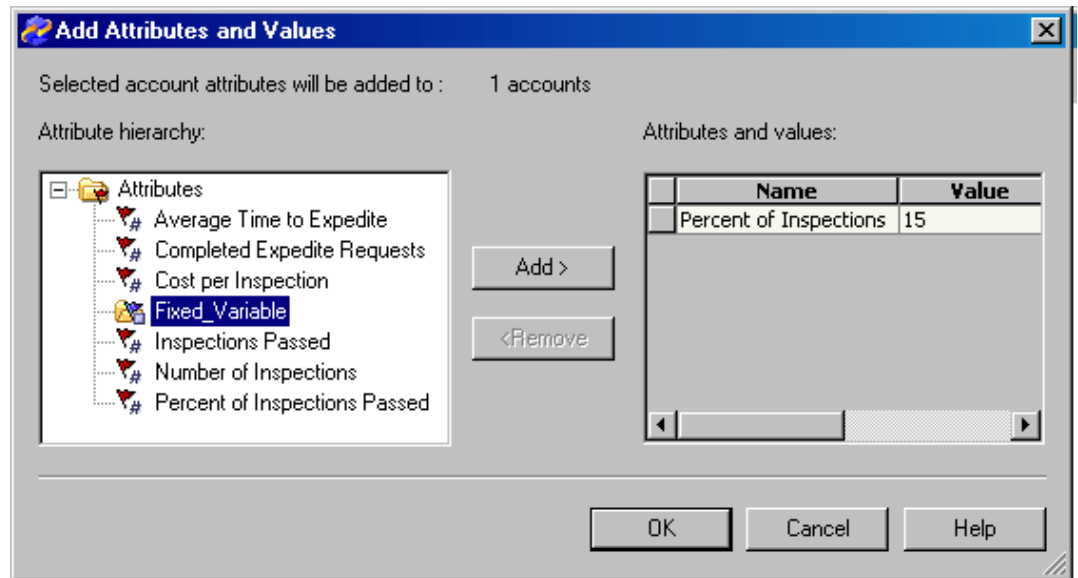 Add Attributes and Values
Selected account attributes will be added to : 1 accounts
Attribute hierarchy:
Attributes
Average Time to Expedite
Completed Expedite Requests
Cost per Inspection
Fixed_Variable
Inspections Passed
Number of Inspections
Percent of Inspections Passed
Add >
<Remove
Attributes and values:
Name Value
Percent of Inspections 15
OK Cancel Help